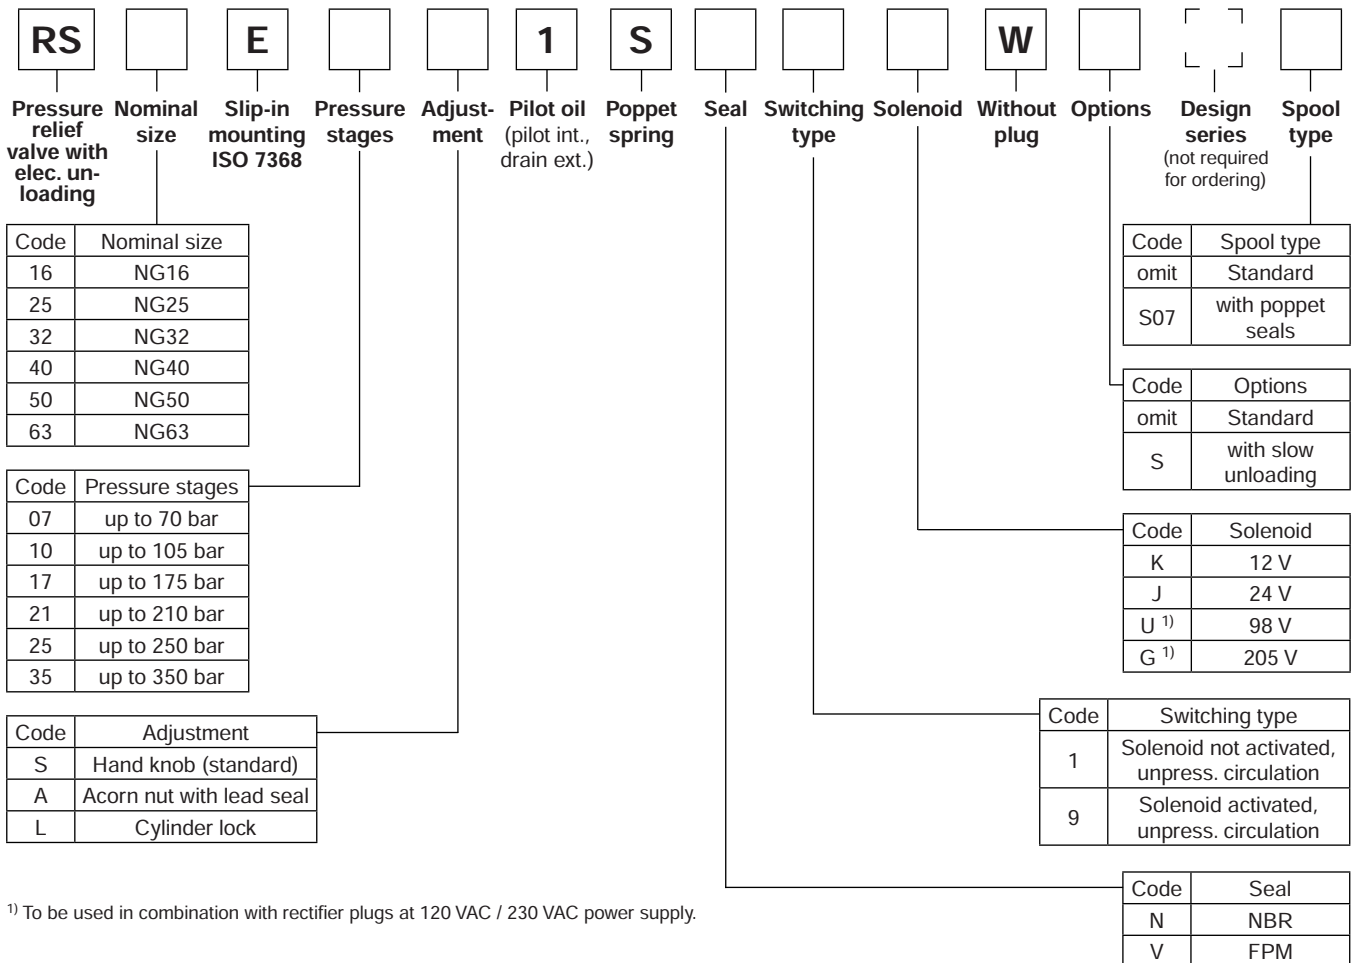 RS E 1 S W
Pressure
relief
valve with
elec. un-
loading
Nominal
size
Slip-in
mounting
ISO 7368
Pressure
stages
Adjust-
ment
Pilot oil
(pilot int.,
drain ext.)
Poppet
spring
Seal
Switching
type
Solenoid
Without
plug
Options
Design
series
(not required
for ordering)
Spool
type
Code Nominal size
16 NG16
25 NG25
32 NG32
40 NG40
50 NG50
63 NG63
Code Pressure stages
07 up to 70 bar
10 up to 105 bar
17 up to 175 bar
21 up to 210 bar
25 up to 250 bar
35 up to 350 bar
Code Adjustment
S Hand knob (standard)
A Acorn nut with lead seal
L Cylinder lock
Code Spool type
omit Standard
S07 with poppet
seals
Code Options
omit Standard
S with slow
unloading
Code Solenoid
K 12 V
J 24 V
U 1) 98 V
G 1) 205 V
Code Switching type
1 Solenoid not activated,
unpress. circulation
9 Solenoid activated,
unpress. circulation
Code Seal
N NBR
V FPM
1) To be used in combination with rectifier plugs at 120 VAC / 230 VAC power supply.